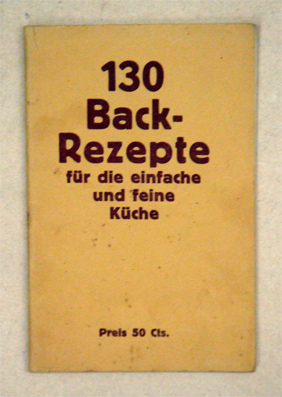 130
Back-
Rezepte
für die einfache
und feine
Küche
Preis 50 Cts.